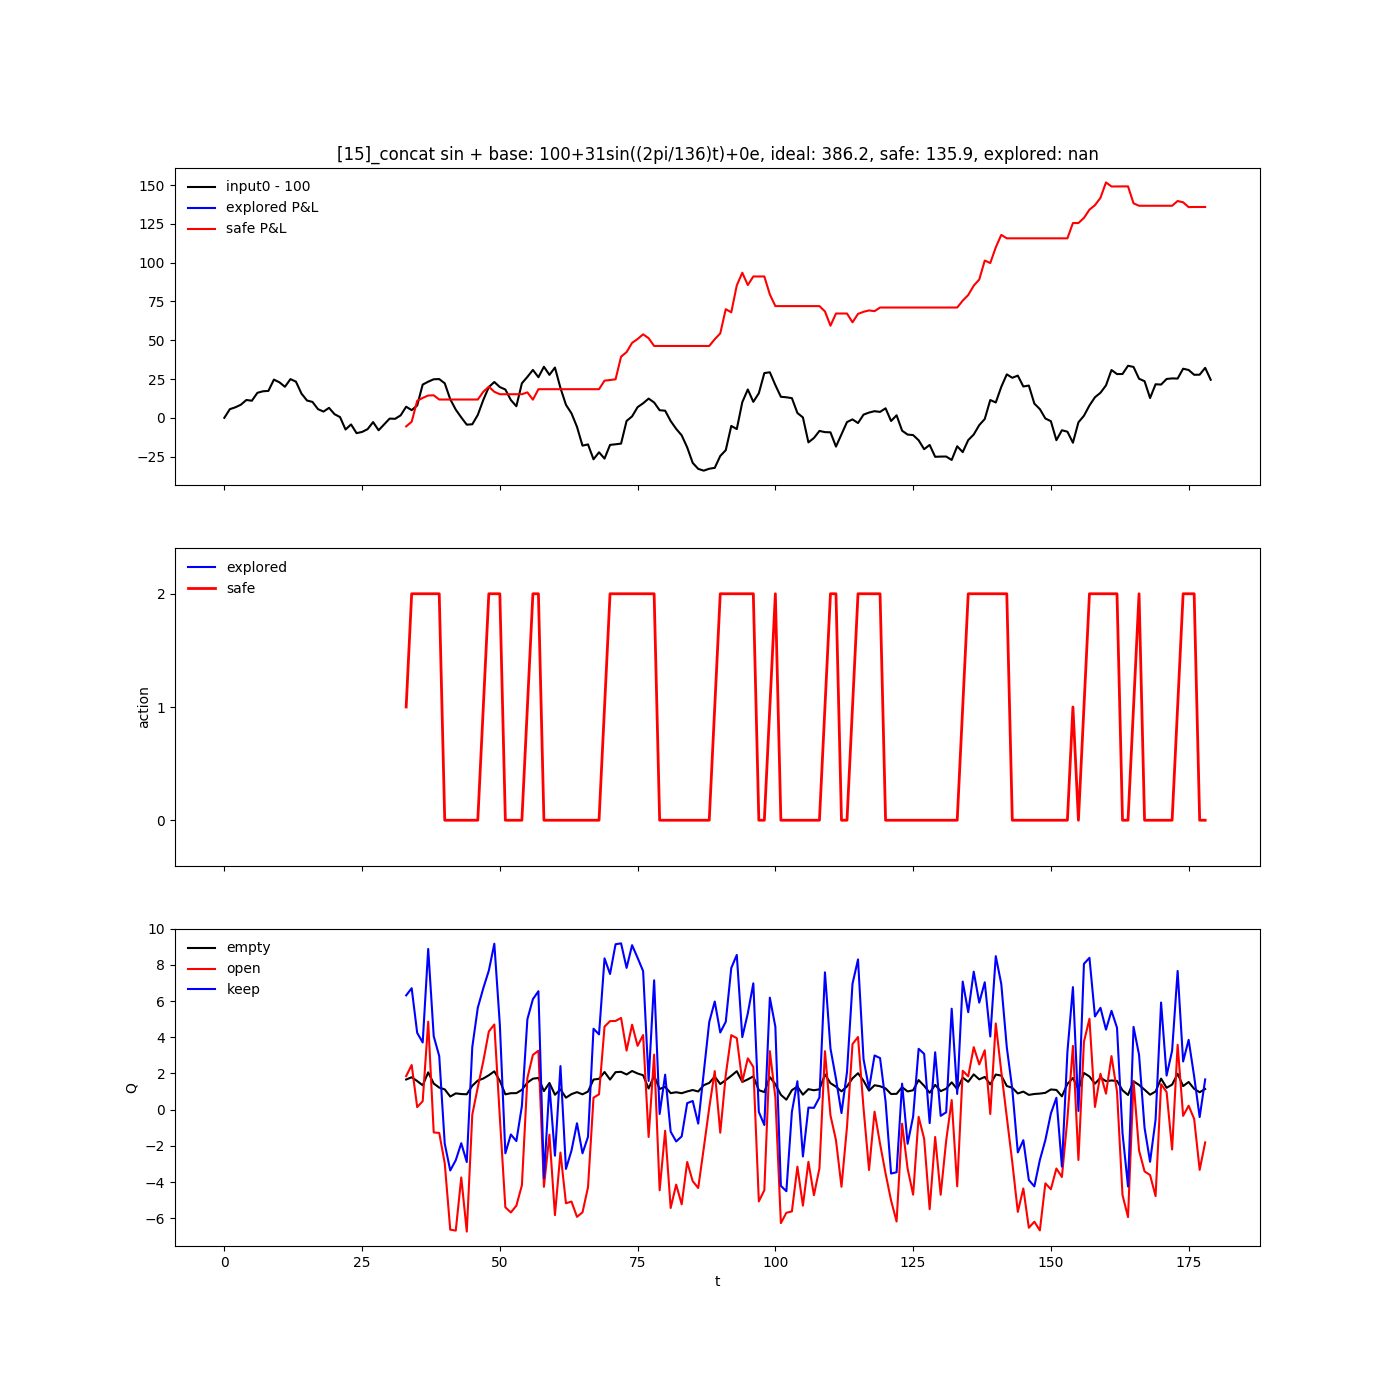 [15]_concat sin + base: 100+31sin((2pi/136)t)+0e, ideal: 386.2, safe: 135.9, explored: nan
input0 - 100
explored P&L
safe P&L
150
125
100
75
50
25
0
−25
explored
safe
2
1
0
action
empty
open
keep
10
8
6
4
2
0
−2
−4
−6
Q
0 25 50 75 100 125 150 175
t